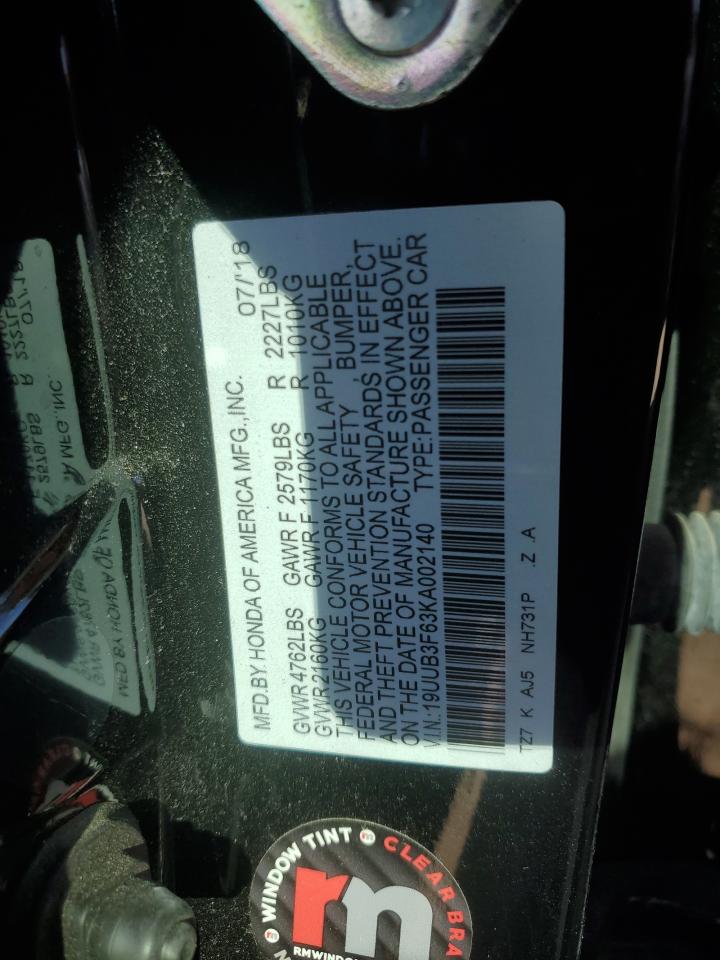 MFD.BY HONDA OF AMERICA MFG.,INC. 07/'18
GVWR 4762LBS GAWR F 2579LBS R 2227LBS
GVWR 2160KG GAWR F 1170KG R 1010KG
THIS VEHICLE CONFORMS TO ALL APPLICABLE
FEDERAL MOTOR VEHICLE SAFETY BUMPER,
AND THEFT PREVENTION STANDARDS IN EFFECT
ON THE DATE OF MANUFACTURE SHOWN ABOVE.
V.I.N.:19UUB3F63KA002140 TYPE:PASSENGER CAR
TZ7 K AJ5 NH731P .Z .A
WINDOW TINT CLEAR BRA
rm